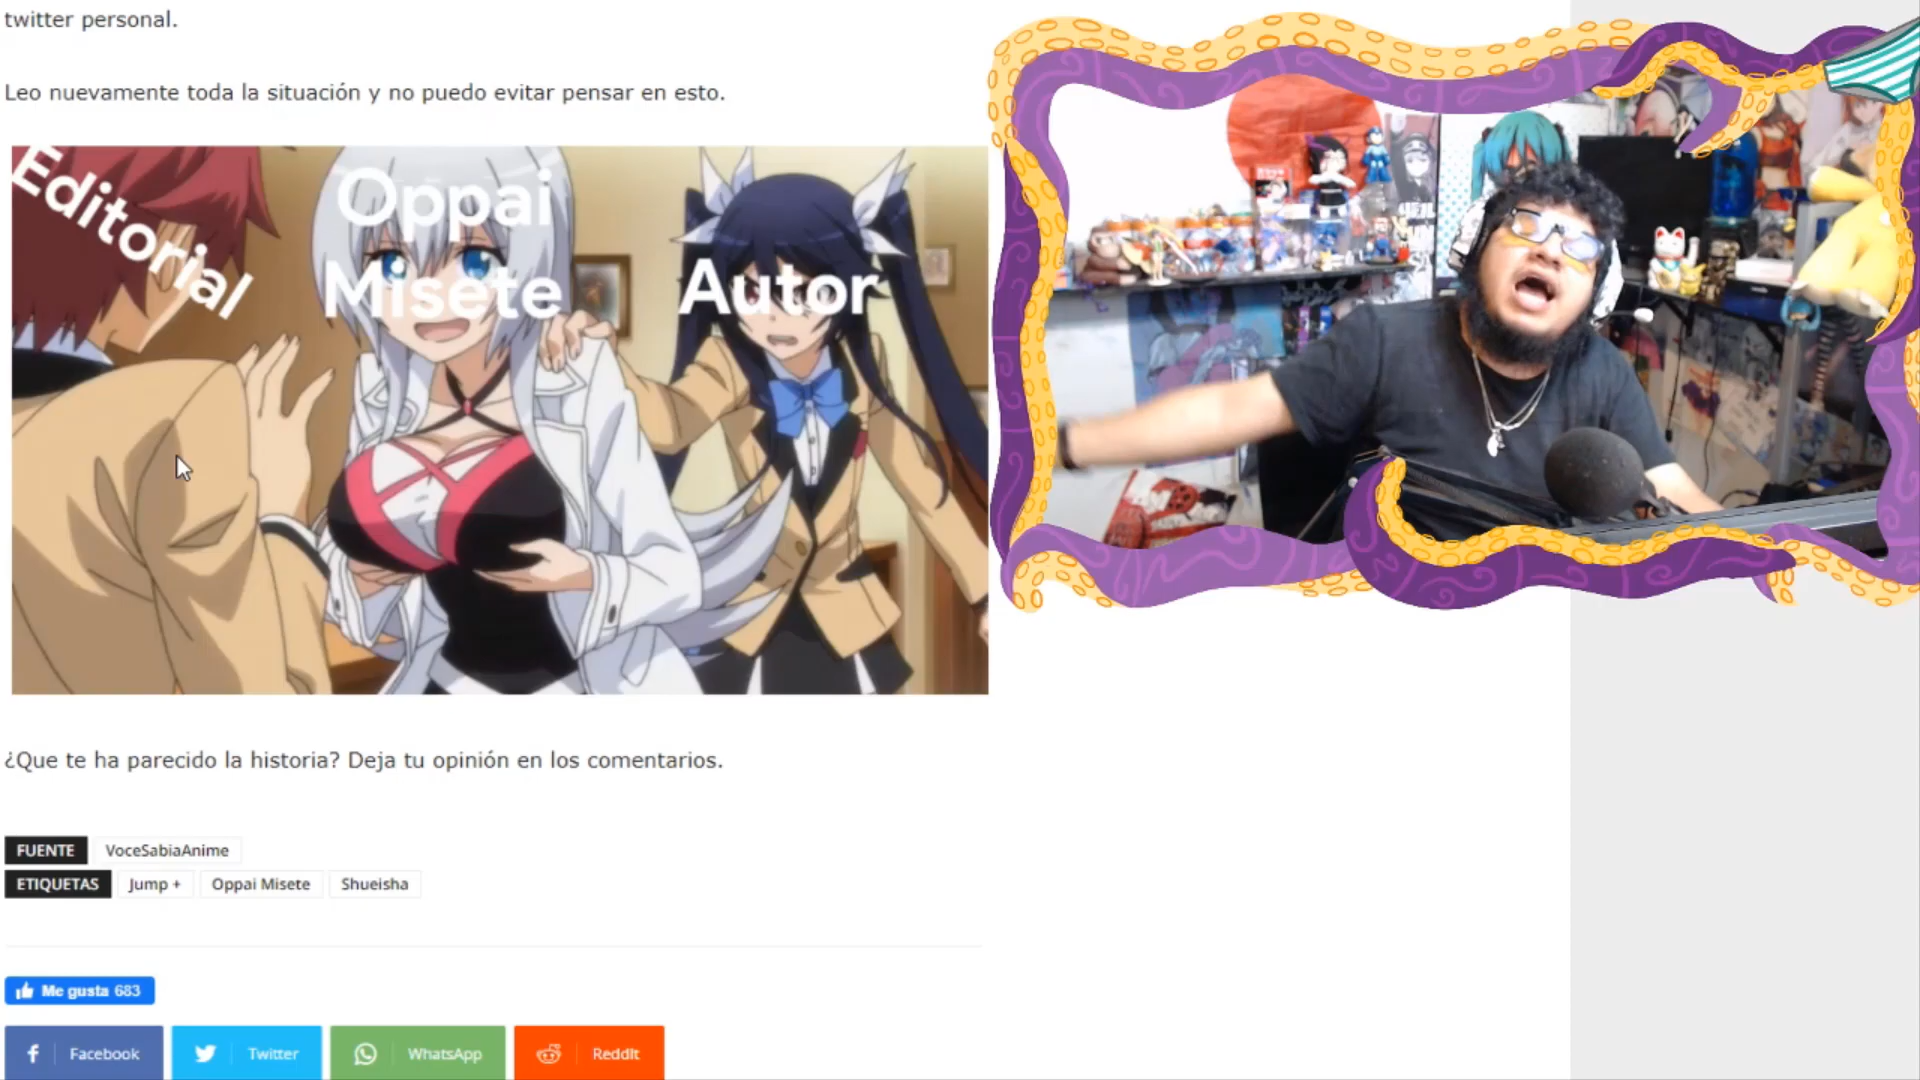 twitter personal.
Leo nuevamente toda la situación y no puedo evitar pensar en esto.
Editorial
Oppai
Misete
Autor
¿Que te ha parecido la historia? Deja tu opinión en los comentarios.
FUENTE VoceSabiaAnime
ETIQUETAS Jump + Oppai Misete Shueisha
Me gusta 683
Facebook Twitter WhatsApp ReddIt